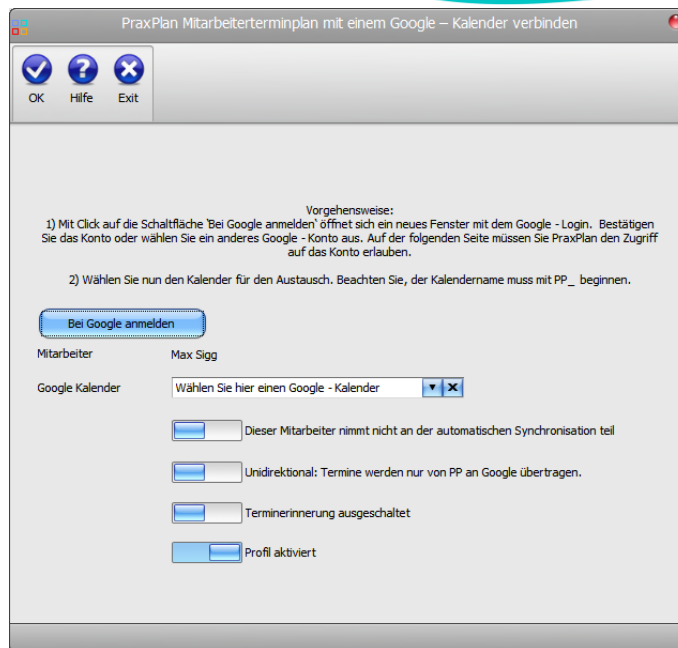 PraxPlan Mitarbeiterterminplan mit einem Google – Kalender verbinden
OK Hilfe Exit
Vorgehensweise:
1) Mit Click auf die Schaltfläche 'Bei Google anmelden' öffnet sich ein neues Fenster mit dem Google - Login. Bestätigen
Sie das Konto oder wählen Sie ein anderes Google - Konto aus. Auf der folgenden Seite müssen Sie PraxPlan den Zugriff
auf das Konto erlauben.
2) Wählen Sie nun den Kalender für den Austausch. Beachten Sie, der Kalendername muss mit PP_ beginnen.
Bei Google anmelden
Mitarbeiter Max Sigg
Google Kalender Wählen Sie hier einen Google - Kalender
Dieser Mitarbeiter nimmt nicht an der automatischen Synchronisation teil
Unidirektional: Termine werden nur von PP an Google übertragen.
Terminerinnerung ausgeschaltet
Profil aktiviert